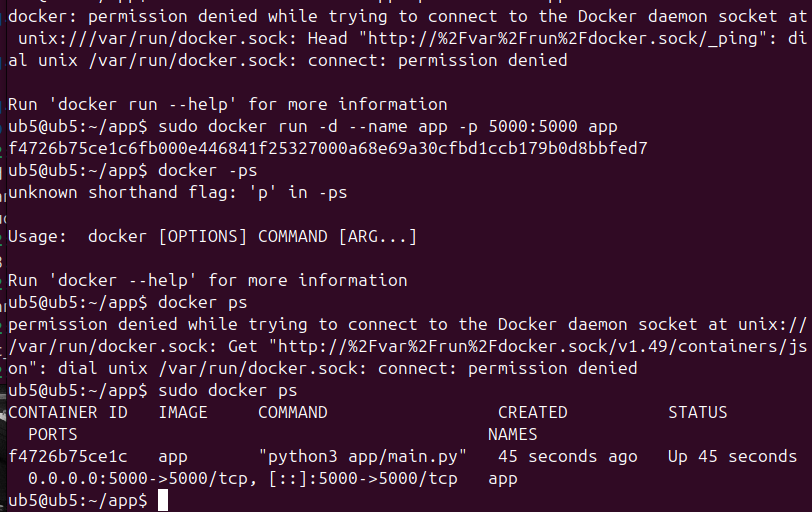 docker: permission denied while trying to connect to the Docker daemon socket at
unix:///var/run/docker.sock: Head "http://%2Fvar%2Frun%2Fdocker.sock/_ping": di
al unix /var/run/docker.sock: connect: permission denied
Run 'docker run --help' for more information
ub5@ub5:~/app$ sudo docker run -d --name app -p 5000:5000 app
f4726b75ce1c6fb000e446841f25327000a68e69a30cfbd1ccb179b0d8bbfed7
ub5@ub5:~/app$ docker -ps
unknown shorthand flag: 'p' in -ps
Usage:  docker [OPTIONS] COMMAND [ARG...]
Run 'docker --help' for more information
ub5@ub5:~/app$ docker ps
permission denied while trying to connect to the Docker daemon socket at unix://
/var/run/docker.sock: Get "http://%2Fvar%2Frun%2Fdocker.sock/v1.49/containers/js
on": dial unix /var/run/docker.sock: connect: permission denied
ub5@ub5:~/app$ sudo docker ps
CONTAINER ID   IMAGE     COMMAND                 CREATED          STATUS
  PORTS                                         NAMES
f4726b75ce1c   app       "python3 app/main.py"   45 seconds ago   Up 45 seconds
  0.0.0.0:5000->5000/tcp, [::]:5000->5000/tcp   app
ub5@ub5:~/app$